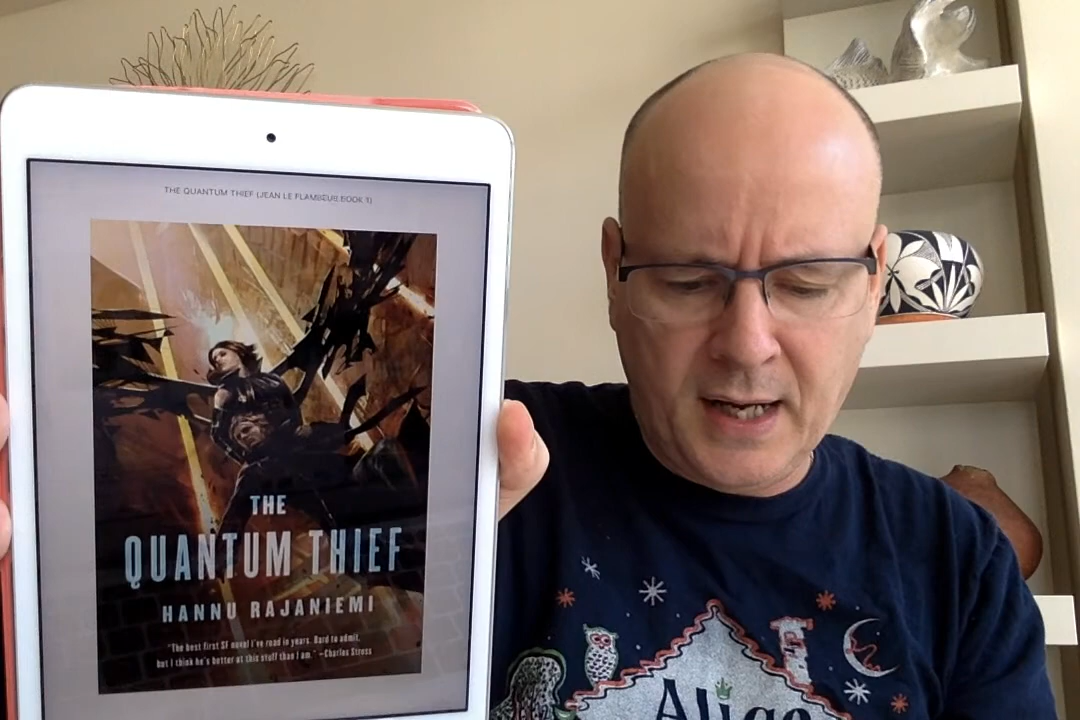 THE QUANTUM THIEF (JEAN LE FLAMBEUR BOOK 1)
THE
QUANTUM THIEF
HANNU RAJANIEMI
"The best first SF novel I've read in years. Hard to admit,
but I think he's better at this stuff than I am." —Charles Stross
Alice